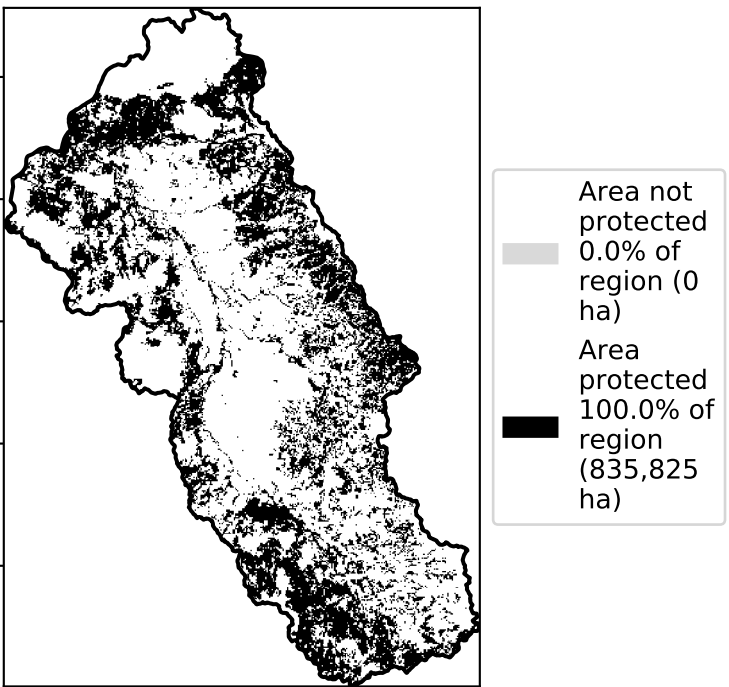 Area not
protected
0.0% of
region (0
ha)
Area
protected
100.0% of
region
(835,825
ha)